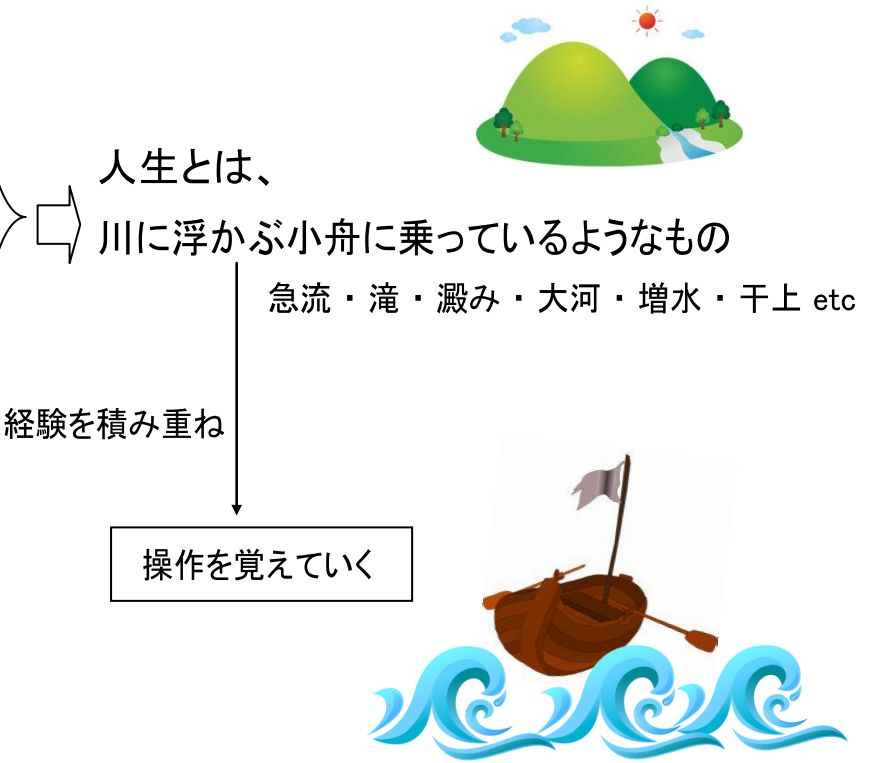 人生とは、
川に浮かぶ小舟に乗っているようなもの
急流・滝・澱み・大河・増水・干上 etc
経験を積み重ね
操作を覚えていく